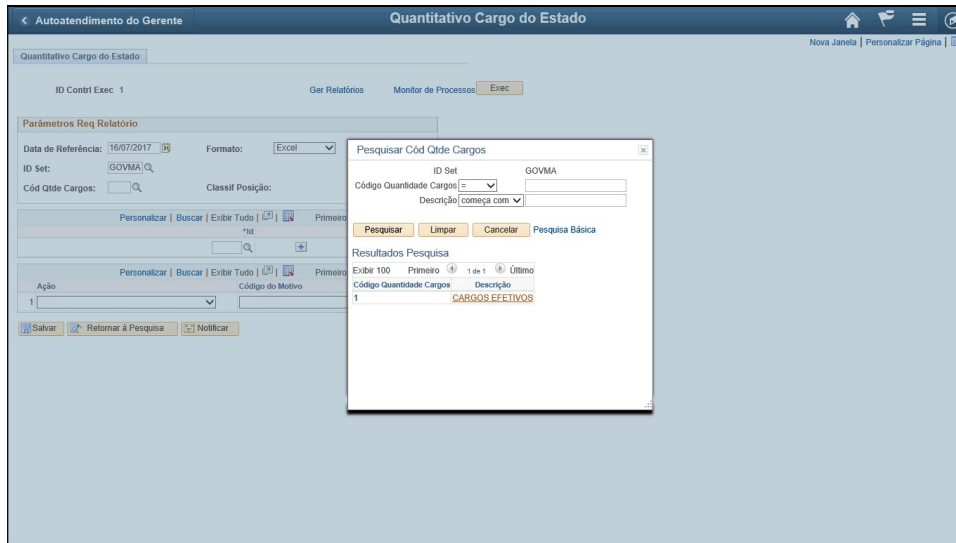 Autoatendimento do Gerente
Quantitativo Cargo do Estado
Nova Janela | Personalizar Página |
Quantitativo Cargo do Estado
ID Contrl Exec 1 Ger Relatórios Monitor de Processos Exec
Parâmetros Req Relatório
Data de Referência: 16/07/2017 Formato: Excel
ID Set: GOVMA
Cód Qtde Cargos: Classif Posição:
Personalizar | Buscar | Exibir Tudo | Primeiro
*Id
Personalizar | Buscar | Exibir Tudo | Primeiro
Ação Código do Motivo
1
Salvar Retornar à Pesquisa Notificar
Pesquisar Cód Qtde Cargos
ID Set GOVMA
Código Quantidade Cargos =
Descrição começa com
Pesquisar Limpar Cancelar Pesquisa Básica
Resultados Pesquisa
Exibir 100 Primeiro 1 de 1 Último
Código Quantidade Cargos Descrição
1 CARGOS EFETIVOS